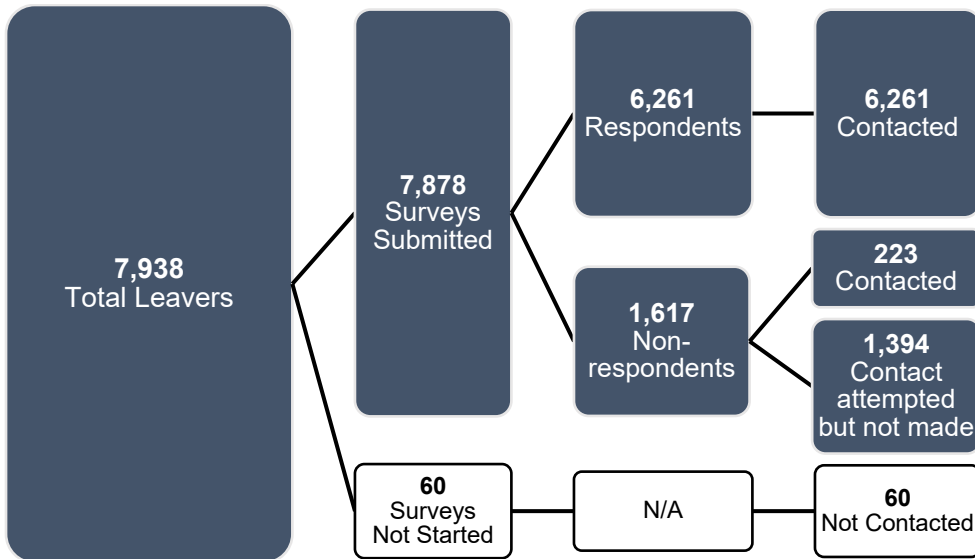 7,938
Total Leavers
7,878
Surveys
Submitted
60
Surveys
Not Started
6,261
Respondents
1,617
Non-
respondents
N/A
6,261
Contacted
223
Contacted
1,394
Contact
attempted
but not made
60
Not Contacted